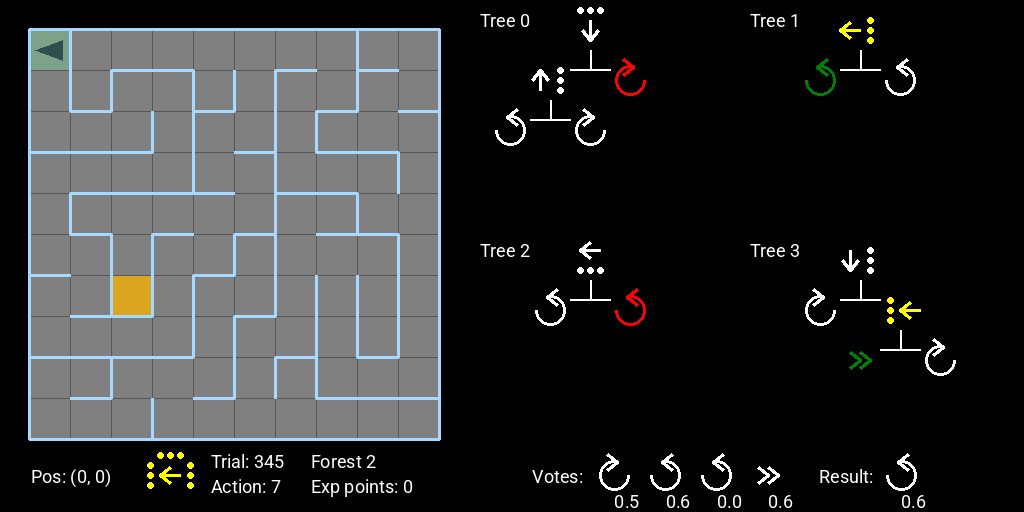 Tree 0
Tree 1
Tree 2
Tree 3
Pos: (0, 0)
Trial: 345
Forest 2
Action: 7
Exp points: 0
Votes:
0.5
0.6
0.0
0.6
Result:
0.6